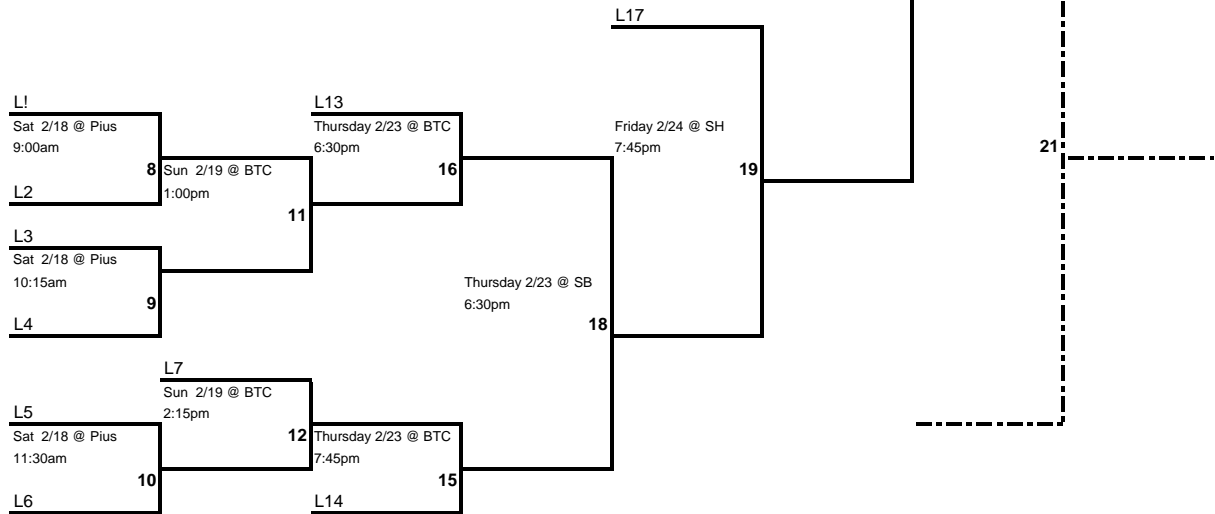 L17
L!
Sat 2/18 @ Pius
9:00am
8
L2
Sun 2/19 @ BTC
1:00pm
11
L13
Thursday 2/23 @ BTC
6:30pm
16
Friday 2/24 @ SH
7:45pm
19
21
L3
Sat 2/18 @ Pius
10:15am
9
L4
Thursday 2/23 @ SB
6:30pm
18
L7
Sun 2/19 @ BTC
2:15pm
12
L5
Sat 2/18 @ Pius
11:30am
10
L6
Thursday 2/23 @ BTC
7:45pm
15
L14